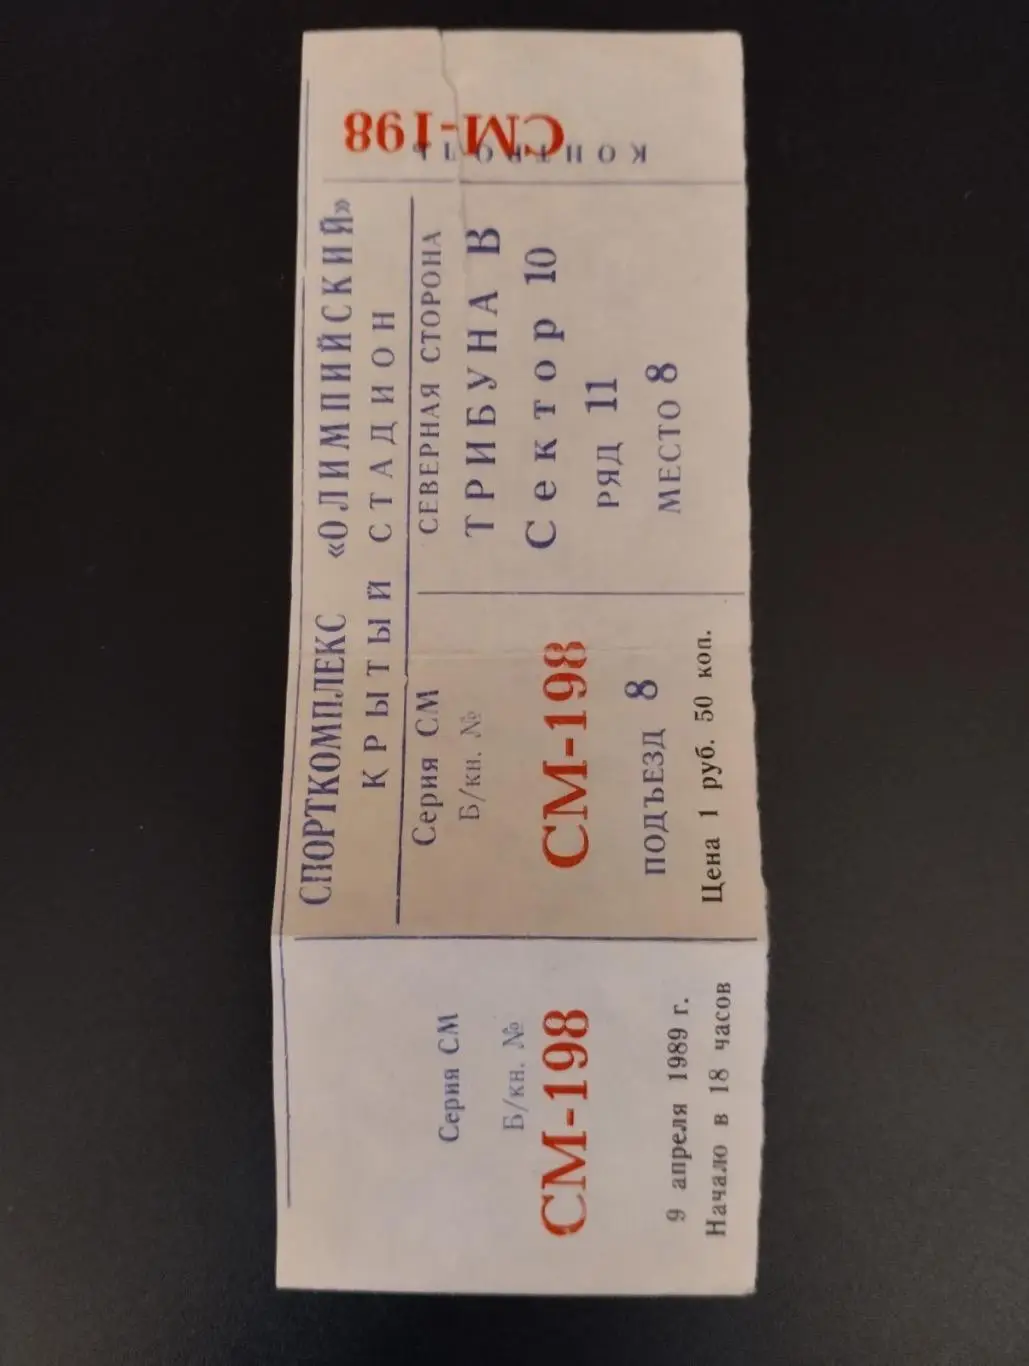 СПОРТКОМПЛЕКС «ОЛИМПИЙСКИЙ»
КРЫТЫЙ СТАДИОН
Серия СМ
Б/кн. №
СМ-198
9 апреля 1989 г.
Начало в 18 часов
Серия СМ
Б/кн. №
СМ-198
ПОДЪЕЗД 8
Цена 1 руб. 50 коп.
СЕВЕРНАЯ СТОРОНА
ТРИБУНА В
Сектор 10
РЯД 11
МЕСТО 8
КОНТРОЛЬ
СМ-198